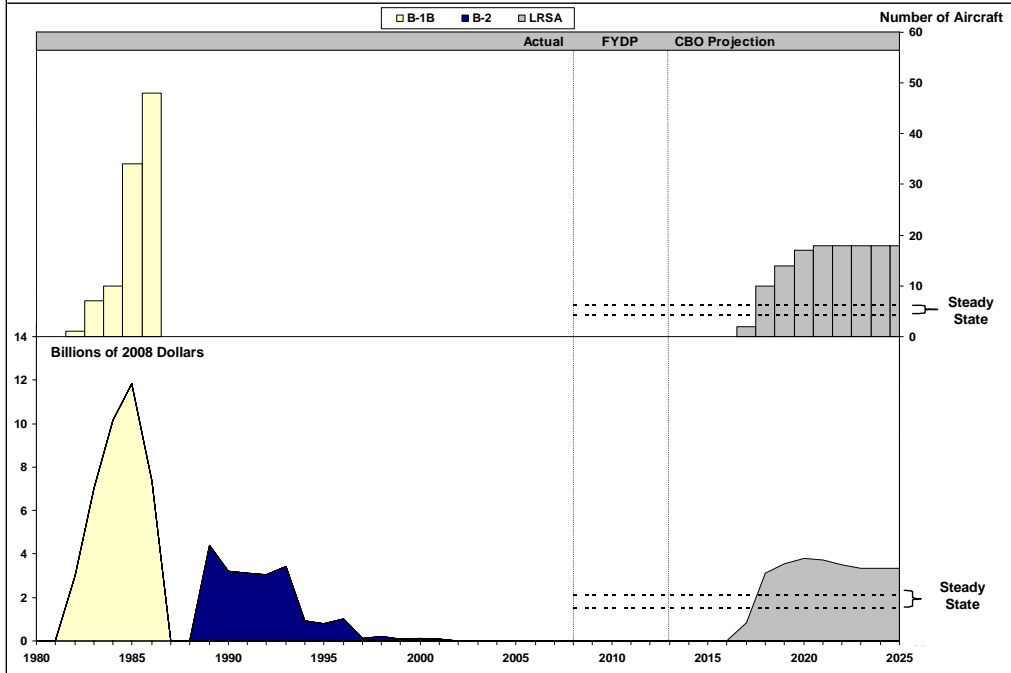 B-1B B-2 LRSA
Number of Aircraft
Actual FYDP CBO Projection
60
50
40
30
20
10
0
Steady
State
Billions of 2008 Dollars
14
12
10
8
6
4
2
0
Steady
State
1980 1985 1990 1995 2000 2005 2010 2015 2020 2025